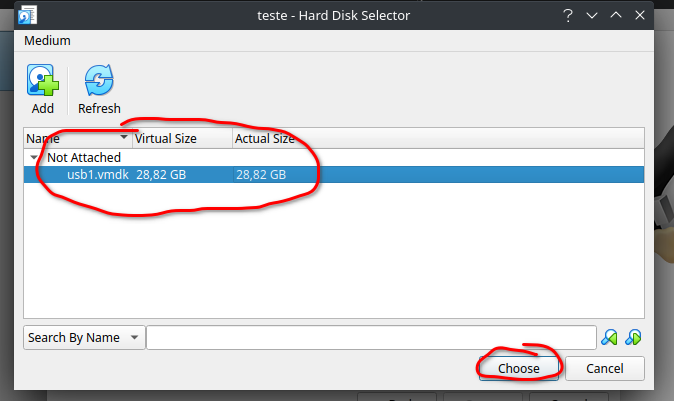 teste - Hard Disk Selector
Medium
Add
Refresh
Name
Virtual Size
Actual Size
Not Attached
usb1.vmdk 28,82 GB 28,82 GB
Search By Name
Choose
Cancel